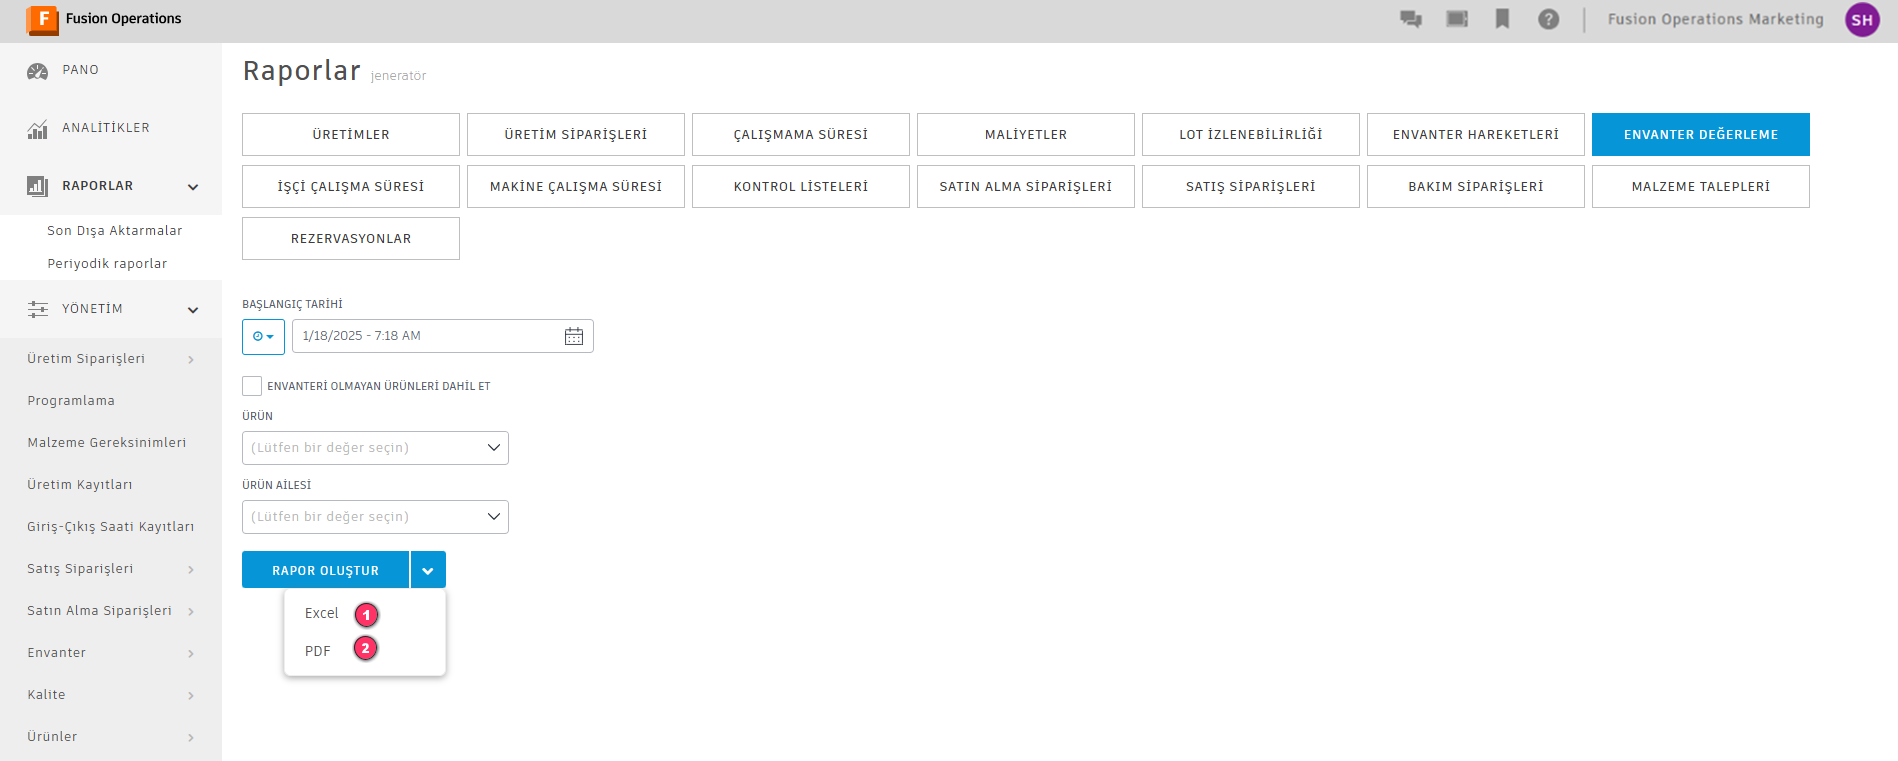 F Fusion Operations
Fusion Operations Marketing SH
PANO
ANALİTİKLER
RAPORLAR
Son Dışa Aktarmalar
Periyodik raporlar
YÖNETİM
Üretim Siparişleri
Programlama
Malzeme Gereksinimleri
Üretim Kayıtları
Giriş-Çıkış Saati Kayıtları
Satış Siparişleri
Satın Alma Siparişleri
Envanter
Kalite
Ürünler
Raporlar jeneratör
ÜRETİMLER
ÜRETİM SİPARİŞLERİ
ÇALIŞMAMA SÜRESİ
MALİYETLER
LOT İZLENEBİLİRLİĞİ
ENVANTER HAREKETLERİ
ENVANTER DEĞERLEME
İŞÇİ ÇALIŞMA SÜRESİ
MAKİNE ÇALIŞMA SÜRESİ
KONTROL LİSTELERİ
SATIN ALMA SİPARİŞLERİ
SATIŞ SİPARİŞLERİ
BAKIM SİPARİŞLERİ
MALZEME TALEPLERİ
REZERVASYONLAR
BAŞLANGIÇ TARİHİ
1/18/2025 - 7:18 AM
ENVANTERİ OLMAYAN ÜRÜNLERİ DAHİL ET
ÜRÜN
(Lütfen bir değer seçin)
ÜRÜN AİLESİ
(Lütfen bir değer seçin)
RAPOR OLUŞTUR
Excel 1
PDF 2